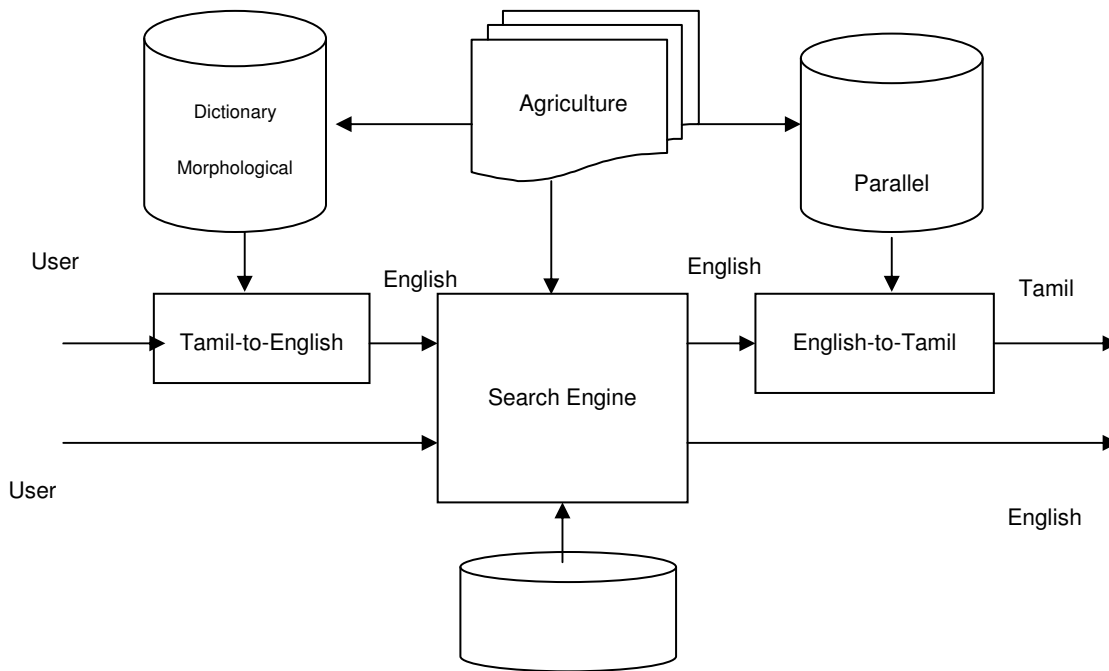 Dictionary
Morphological
Agriculture
Parallel
User
English
English
Tamil
Tamil-to-English
Search Engine
English-to-Tamil
User
English